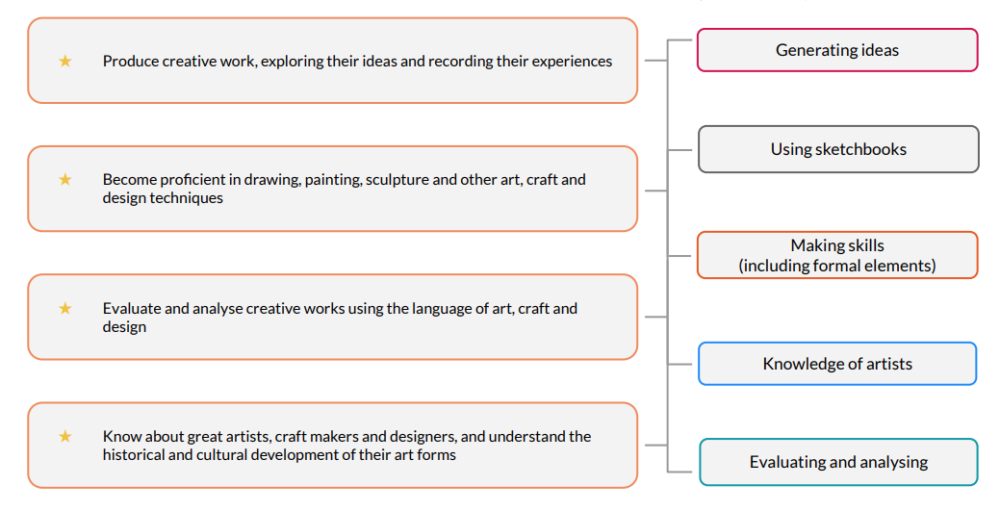 Produce creative work, exploring their ideas and recording their experiences
Become proficient in drawing, painting, sculpture and other art, craft and
design techniques
Evaluate and analyse creative works using the language of art, craft and
design
Know about great artists, craft makers and designers, and understand the
historical and cultural development of their art forms
Generating ideas
Using sketchbooks
Making skills
(including formal elements)
Knowledge of artists
Evaluating and analysing